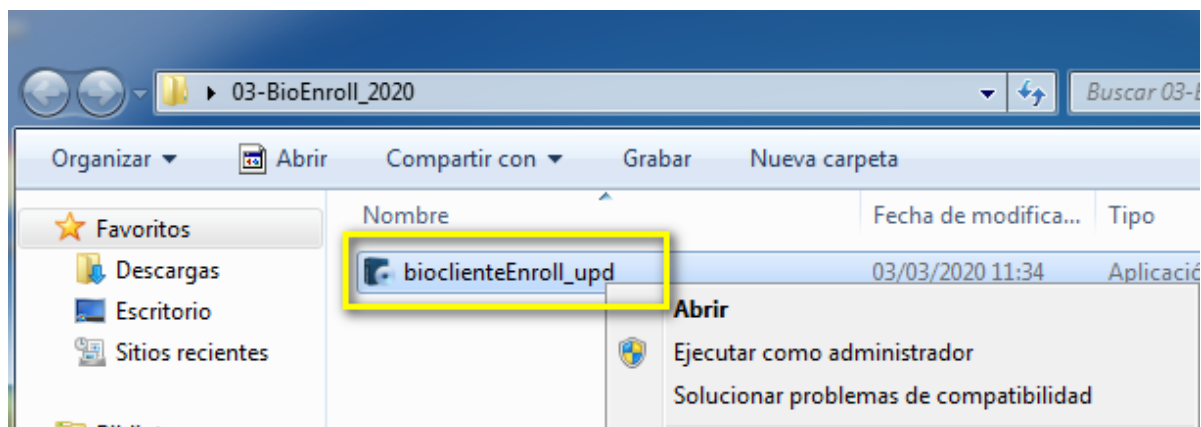 03-BioEnroll_2020
Buscar 03-
Organizar
Abrir
Compartir con
Grabar
Nueva carpeta
Nombre
Fecha de modifica...
Tipo
Favoritos
Descargas
Escritorio
Sitios recientes
bioclienteEnroll_upd
03/03/2020 11:34
Aplicació
Abrir
Ejecutar como administrador
Solucionar problemas de compatibilidad